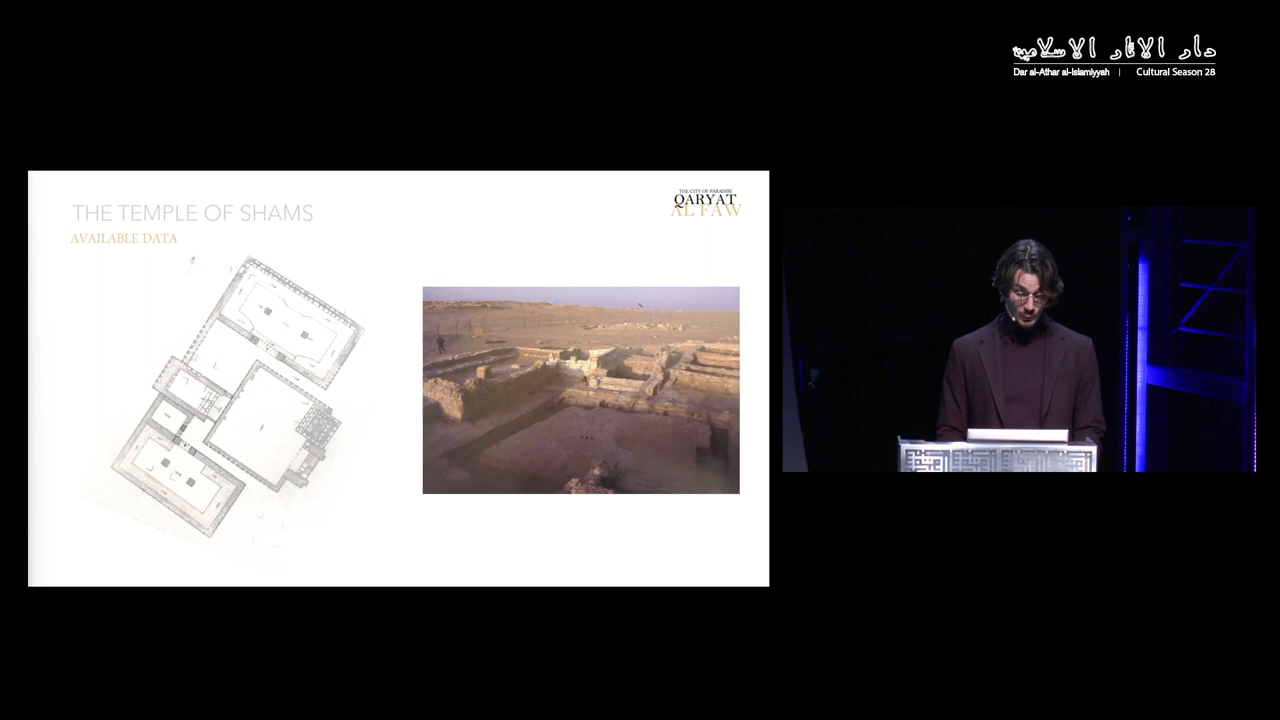 دار الآثار الإسلامية
Dar al-Athar al-Islamiyyah | Cultural Season 28
THE TEMPLE OF SHAMS
AVAILABLE DATA
THE CITY OF PARADISE
QARYAT
AL FAW